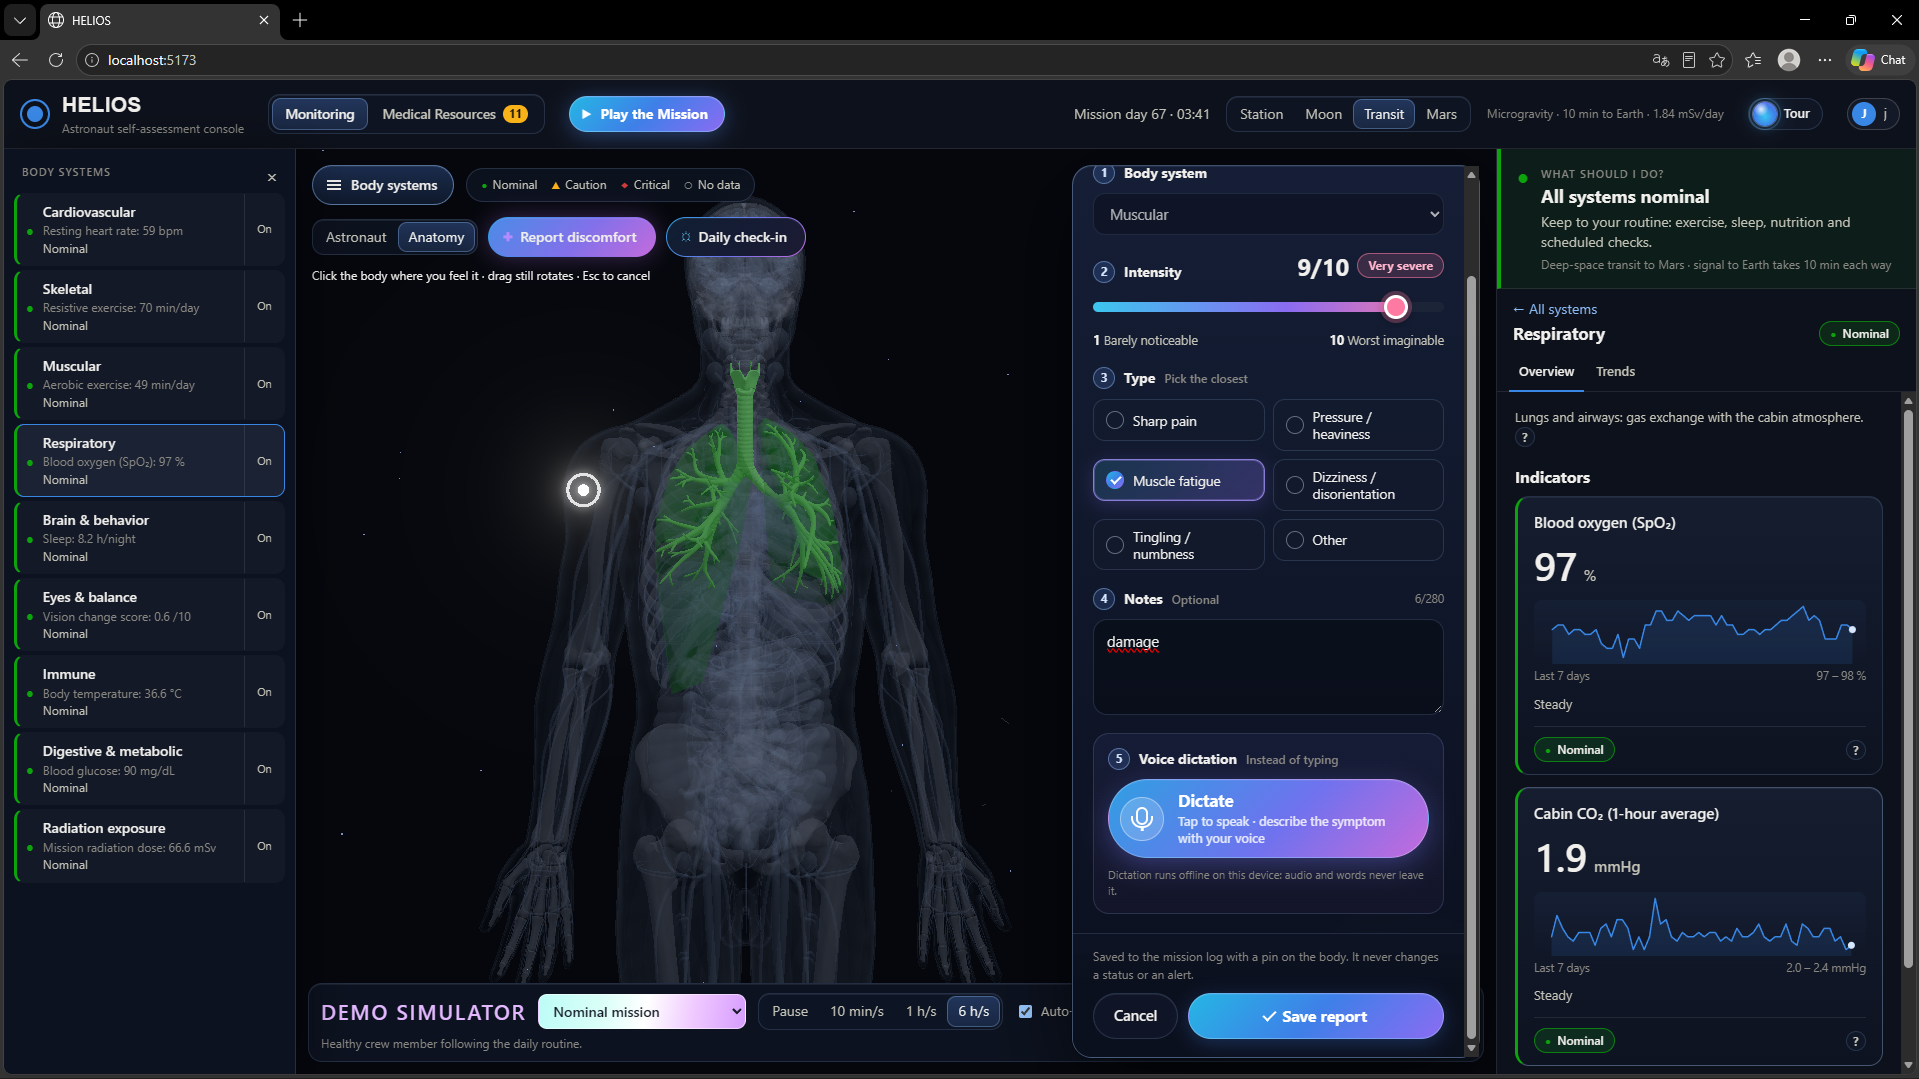 HELIOS
localhost:5173
Chat
HELIOS
Astronaut self-assessment console
Monitoring
Medical Resources 11
Play the Mission
Mission day 67 · 03:41
Station
Moon
Transit
Mars
Microgravity · 10 min to Earth · 1.84 mSv/day
Tour
J j
BODY SYSTEMS
Cardiovascular
Resting heart rate: 59 bpm
Nominal
On
Skeletal
Resistive exercise: 70 min/day
Nominal
On
Muscular
Aerobic exercise: 49 min/day
Nominal
On
Respiratory
Blood oxygen (SpO₂): 97 %
Nominal
On
Brain & behavior
Sleep: 8.2 h/night
Nominal
On
Eyes & balance
Vision change score: 0.6 /10
Nominal
On
Immune
Body temperature: 36.6 °C
Nominal
On
Digestive & metabolic
Blood glucose: 90 mg/dL
Nominal
On
Radiation exposure
Mission radiation dose: 66.6 mSv
Nominal
On
Body systems
Nominal
Caution
Critical
No data
Astronaut
Anatomy
Report discomfort
Daily check-in
Click the body where you feel it · drag still rotates · Esc to cancel
DEMO SIMULATOR
Nominal mission
Pause
10 min/s
1 h/s
6 h/s
Auto-
Healthy crew member following the daily routine.
1 Body system
Muscular
2 Intensity
9/10 Very severe
1 Barely noticeable
10 Worst imaginable
3 Type Pick the closest
Sharp pain
Pressure /
heaviness
Muscle fatigue
Dizziness /
disorientation
Tingling /
numbness
Other
4 Notes Optional
6/280
damage
5 Voice dictation Instead of typing
Dictate
Tap to speak · describe the symptom
with your voice
Dictation runs offline on this device: audio and words never leave
it.
Saved to the mission log with a pin on the body. It never changes
a status or an alert.
Cancel
Save report
WHAT SHOULD I DO?
All systems nominal
Keep to your routine: exercise, sleep, nutrition and
scheduled checks.
Deep-space transit to Mars · signal to Earth takes 10 min each way
← All systems
Respiratory
Nominal
Overview
Trends
Lungs and airways: gas exchange with the cabin atmosphere.
?
Indicators
Blood oxygen (SpO₂)
97 %
Last 7 days
97 – 98 %
Steady
Nominal
?
Cabin CO₂ (1-hour average)
1.9 mmHg
Last 7 days
2.0 – 2.4 mmHg
Steady
Nominal
?